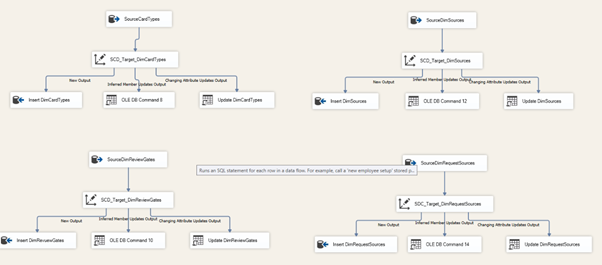 SourceCardTypes
SCD_Target_DimCardTypes
New Output
Inferred Member Updates Output
Changing Attribute Updates Output
Insert DimCardTypes
OLE DB Command 8
Update DimCardTypes
SourceDimSources
SCD_Target_DimSources
New Output
Inferred Member Updates Output
Changing Attribute Updates Output
Insert DimSources
OLE DB Command 12
Update DimSources
SourceDimReviewGates
SCD_Target_DimReviewGates
New Output
Inferred Member Updates Output
Changing Attribute Updates Output
Insert DimReviuewGates
OLE DB Command 10
Update DimReviewGates
Runs an SQL statement for each row in a data flow. For example, call a 'new employee setup' stored p...
SourceDimRequestSources
SDC_Target_DimRequestSources
New Output
Inferred Member Updates Output
Changing Attribute Updates Output
Insert DimRequestSources
OLE DB Command 14
Update DimRequestSources